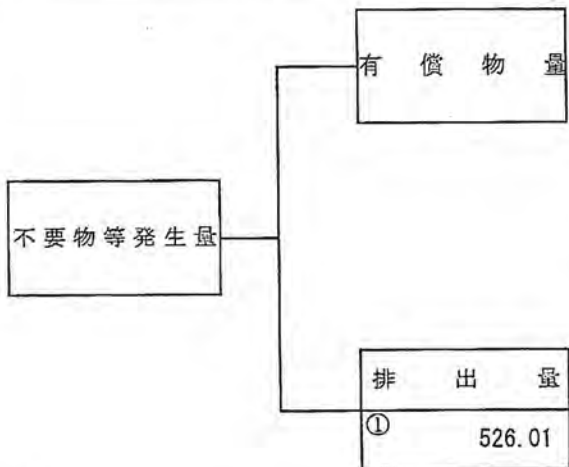 有償物量
不要物等発生量
排出量
①
526.01